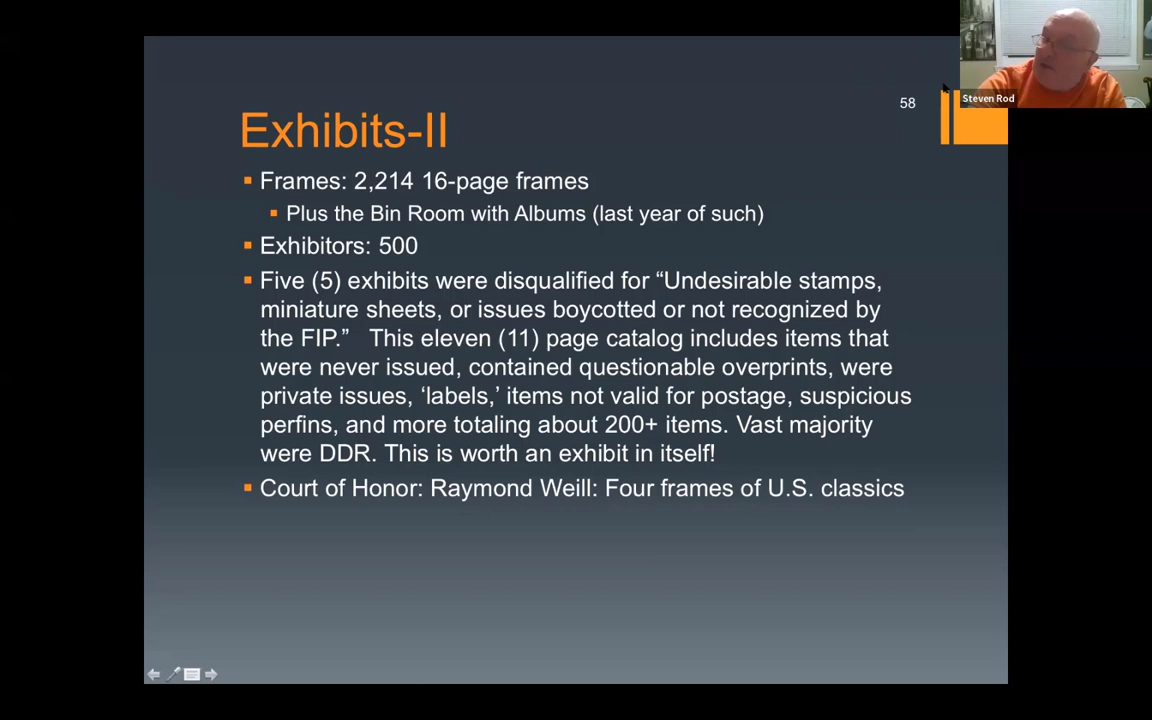 Steven Rod
58
Exhibits-II
Frames: 2,214 16-page frames
Plus the Bin Room with Albums (last year of such)
Exhibitors: 500
Five (5) exhibits were disqualified for “Undesirable stamps,
miniature sheets, or issues boycotted or not recognized by
the FIP.” This eleven (11) page catalog includes items that
were never issued, contained questionable overprints, were
private issues, ‘labels,’ items not valid for postage, suspicious
perfins, and more totaling about 200+ items. Vast majority
were DDR. This is worth an exhibit in itself!
Court of Honor: Raymond Weill: Four frames of U.S. classics